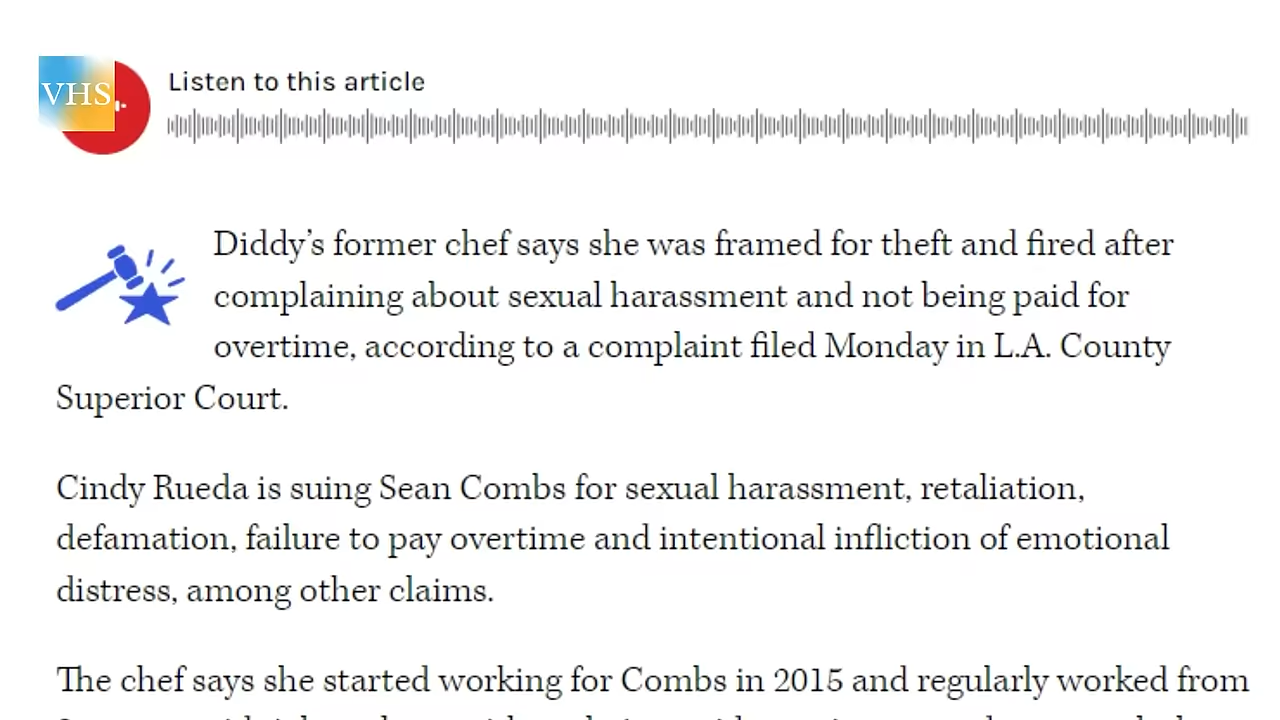 VHS
Listen to this article
Diddy’s former chef says she was framed for theft and fired after
complaining about sexual harassment and not being paid for
overtime, according to a complaint filed Monday in L.A. County
Superior Court.
Cindy Rueda is suing Sean Combs for sexual harassment, retaliation,
defamation, failure to pay overtime and intentional infliction of emotional
distress, among other claims.
The chef says she started working for Combs in 2015 and regularly worked from